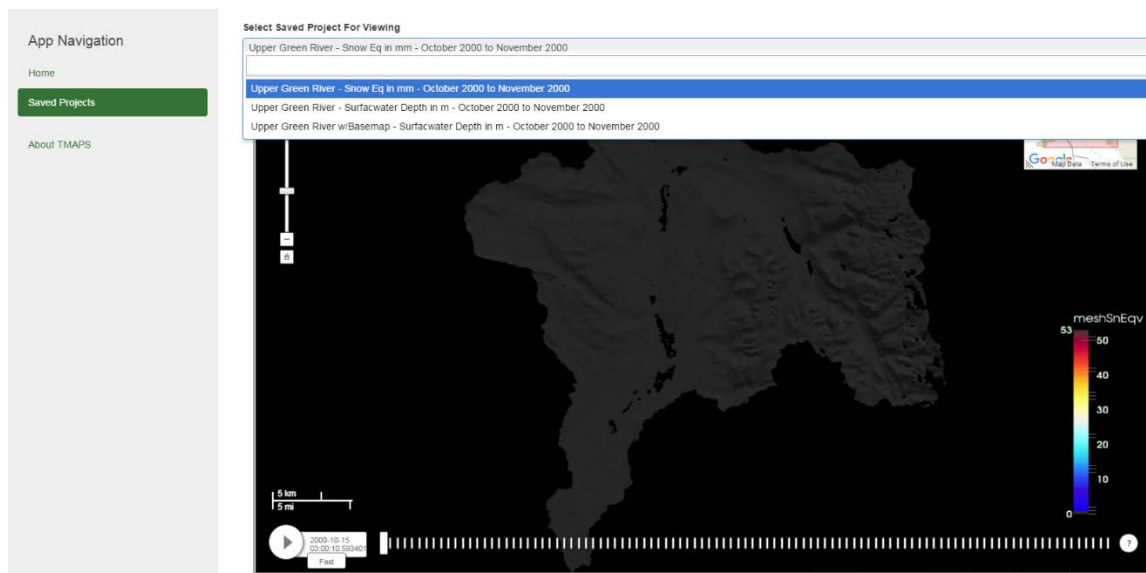 App Navigation
Home
Saved Projects
About TMAPS
Select Saved Project For Viewing
Upper Green River - Snow Eq in mm - October 2000 to November 2000
Upper Green River - Snow Eq in mm - October 2000 to November 2000
Upper Green River - Surfacwater Depth in m - October 2000 to November 2000
Upper Green River w/Basemap - Surfacwater Depth in m - October 2000 to November 2000
Google
Map Data Terms of Use
meshSnEqv
53
50
40
30
20
10
0
5 km
5 mi
2000-10-15
03:00:10.593401
Fast
?